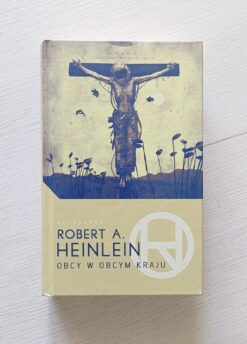 ROBERT A.
HEINLEIN
OBCY W OBCYM KRAJU